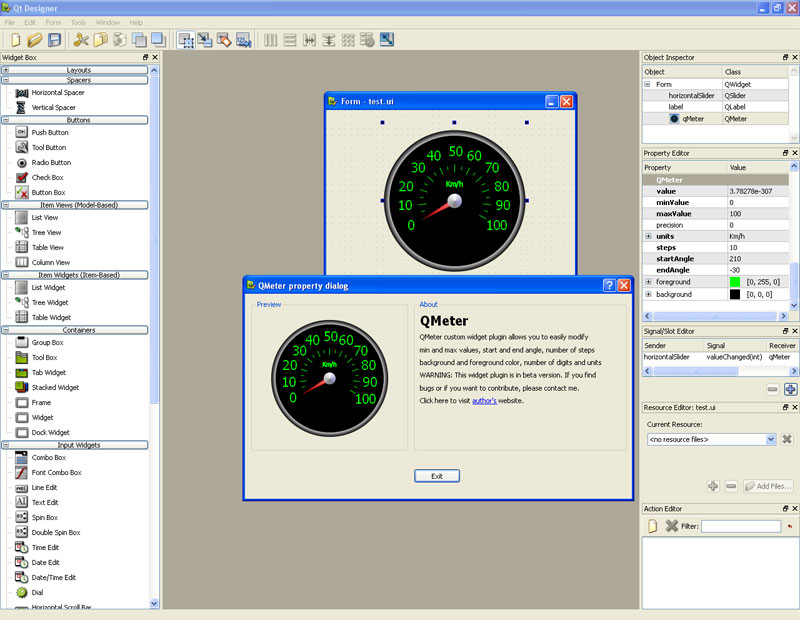 Qt Designer
File Edit Form Tools Window Help
Widget Box
Layouts
Spacers
Horizontal Spacer
Vertical Spacer
Buttons
Push Button
Tool Button
Radio Button
Check Box
Button Box
Item Views (Model-Based)
List View
Tree View
Table View
Column View
Item Widgets (Item-Based)
List Widget
Tree Widget
Table Widget
Containers
Group Box
Tool Box
Tab Widget
Stacked Widget
Frame
Widget
Dock Widget
Input Widgets
Combo Box
Font Combo Box
Line Edit
Text Edit
Spin Box
Double Spin Box
Time Edit
Date Edit
Date/Time Edit
Dial
Horizontal Scroll Bar
Form - test.ui
0 10 20 30 40 50 60 70 80 90 100
Km/h
QMeter property dialog
Preview
0 10 20 30 40 50 60 70 80 90 100
Km/h
About
QMeter
QMeter custom widget plugin allows you to easily modify
min and max values, start and end angle, number of steps
background and foreground color, number of digits and units
WARNING: This widget plugin is in beta version. If you find
bugs or if you want to contribute, please contact me.
Click here to visit author's website.
Exit
Object Inspector
Object Class
Form QWidget
horizontalSlider QSlider
label QLabel
qMeter QMeter
Property Editor
Property Value
QMeter
value 3.78278e-307
minValue 0
maxValue 100
precision 0
units Km/h
steps 10
startAngle 210
endAngle -30
foreground [0, 255, 0]
background [0, 0, 0]
Signal/Slot Editor
Sender Signal Receiver
horizontalSlider valueChanged(int) qMeter
Resource Editor: test.ui
Current Resource:
<no resource files>
Add Files...
Action Editor
Filter: